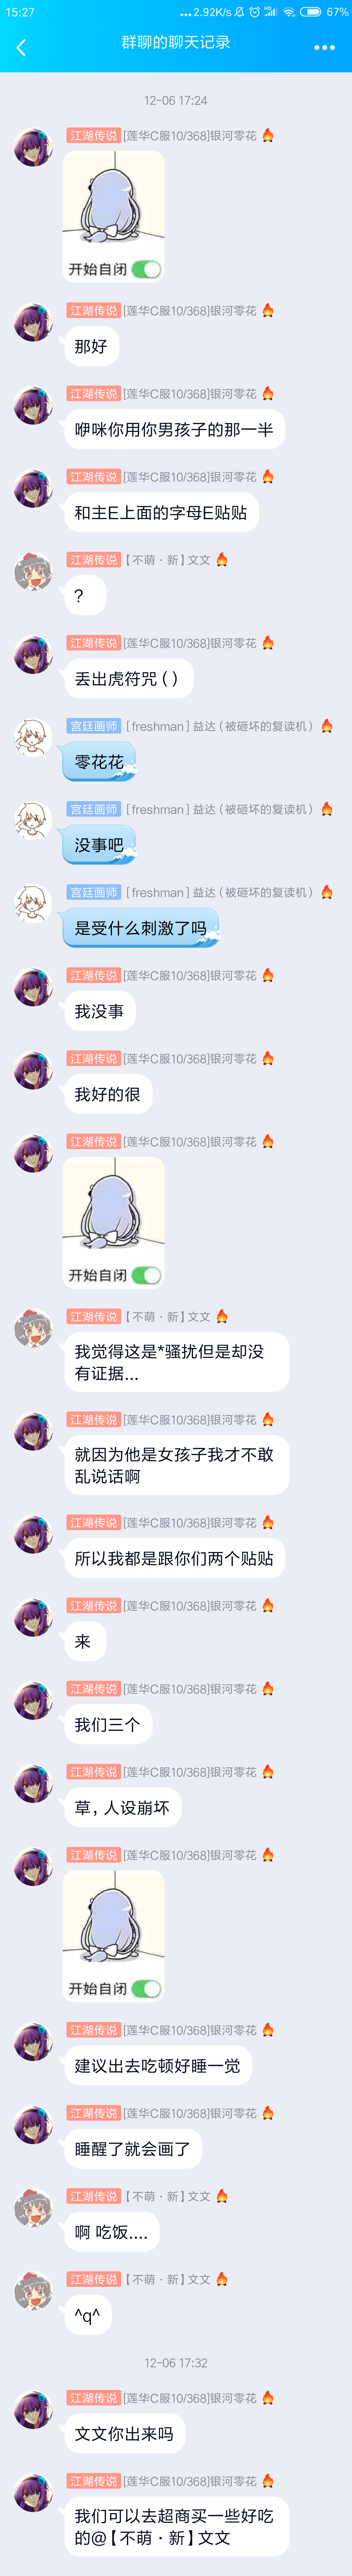 15:27
2.92K/s
67%
群聊的聊天记录
12-06 17:24
江湖传说 [莲华C服10/368]银河零花
开始自闭
江湖传说 [莲华C服10/368]银河零花
那好
江湖传说 [莲华C服10/368]银河零花
咿咪你用你男孩子的那一半
江湖传说 [莲华C服10/368]银河零花
和主E上面的字母E贴贴
江湖传说 【不萌·新】文文
?
江湖传说 [莲华C服10/368]银河零花
丢出虎符咒（）
宫廷画师 [freshman]益达（被砸坏的复读机）
零花花
宫廷画师 [freshman]益达（被砸坏的复读机）
没事吧
宫廷画师 [freshman]益达（被砸坏的复读机）
是受什么刺激了吗
江湖传说 [莲华C服10/368]银河零花
我没事
江湖传说 [莲华C服10/368]银河零花
我好的很
江湖传说 [莲华C服10/368]银河零花
开始自闭
江湖传说 【不萌·新】文文
我觉得这是*骚扰但是却没
有证据...
江湖传说 [莲华C服10/368]银河零花
就因为他是女孩子我才不敢
乱说话啊
江湖传说 [莲华C服10/368]银河零花
所以我都是跟你们两个贴贴
江湖传说 [莲华C服10/368]银河零花
来
江湖传说 [莲华C服10/368]银河零花
我们三个
江湖传说 [莲华C服10/368]银河零花
草，人设崩坏
江湖传说 [莲华C服10/368]银河零花
开始自闭
江湖传说 [莲华C服10/368]银河零花
建议出去吃顿好睡一觉
江湖传说 [莲华C服10/368]银河零花
睡醒了就会画了
江湖传说 【不萌·新】文文
啊 吃饭....
江湖传说 【不萌·新】文文
^q^
12-06 17:32
江湖传说 [莲华C服10/368]银河零花
文文你出来吗
江湖传说 [莲华C服10/368]银河零花
我们可以去超商买一些好吃
的@【不萌·新】文文